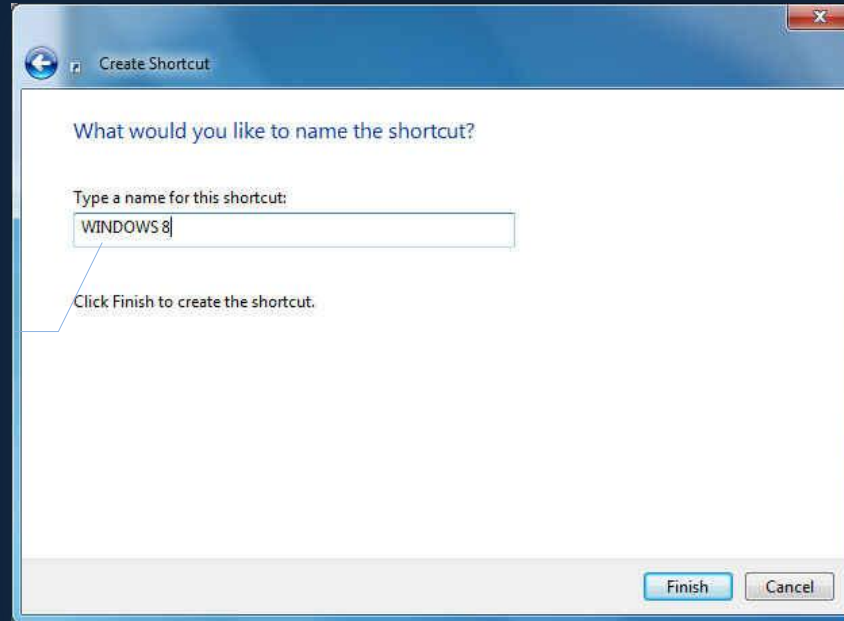 Create Shortcut
What would you like to name the shortcut?
Type a name for this shortcut:
WINDOWS 8
Click Finish to create the shortcut.
Finish Cancel